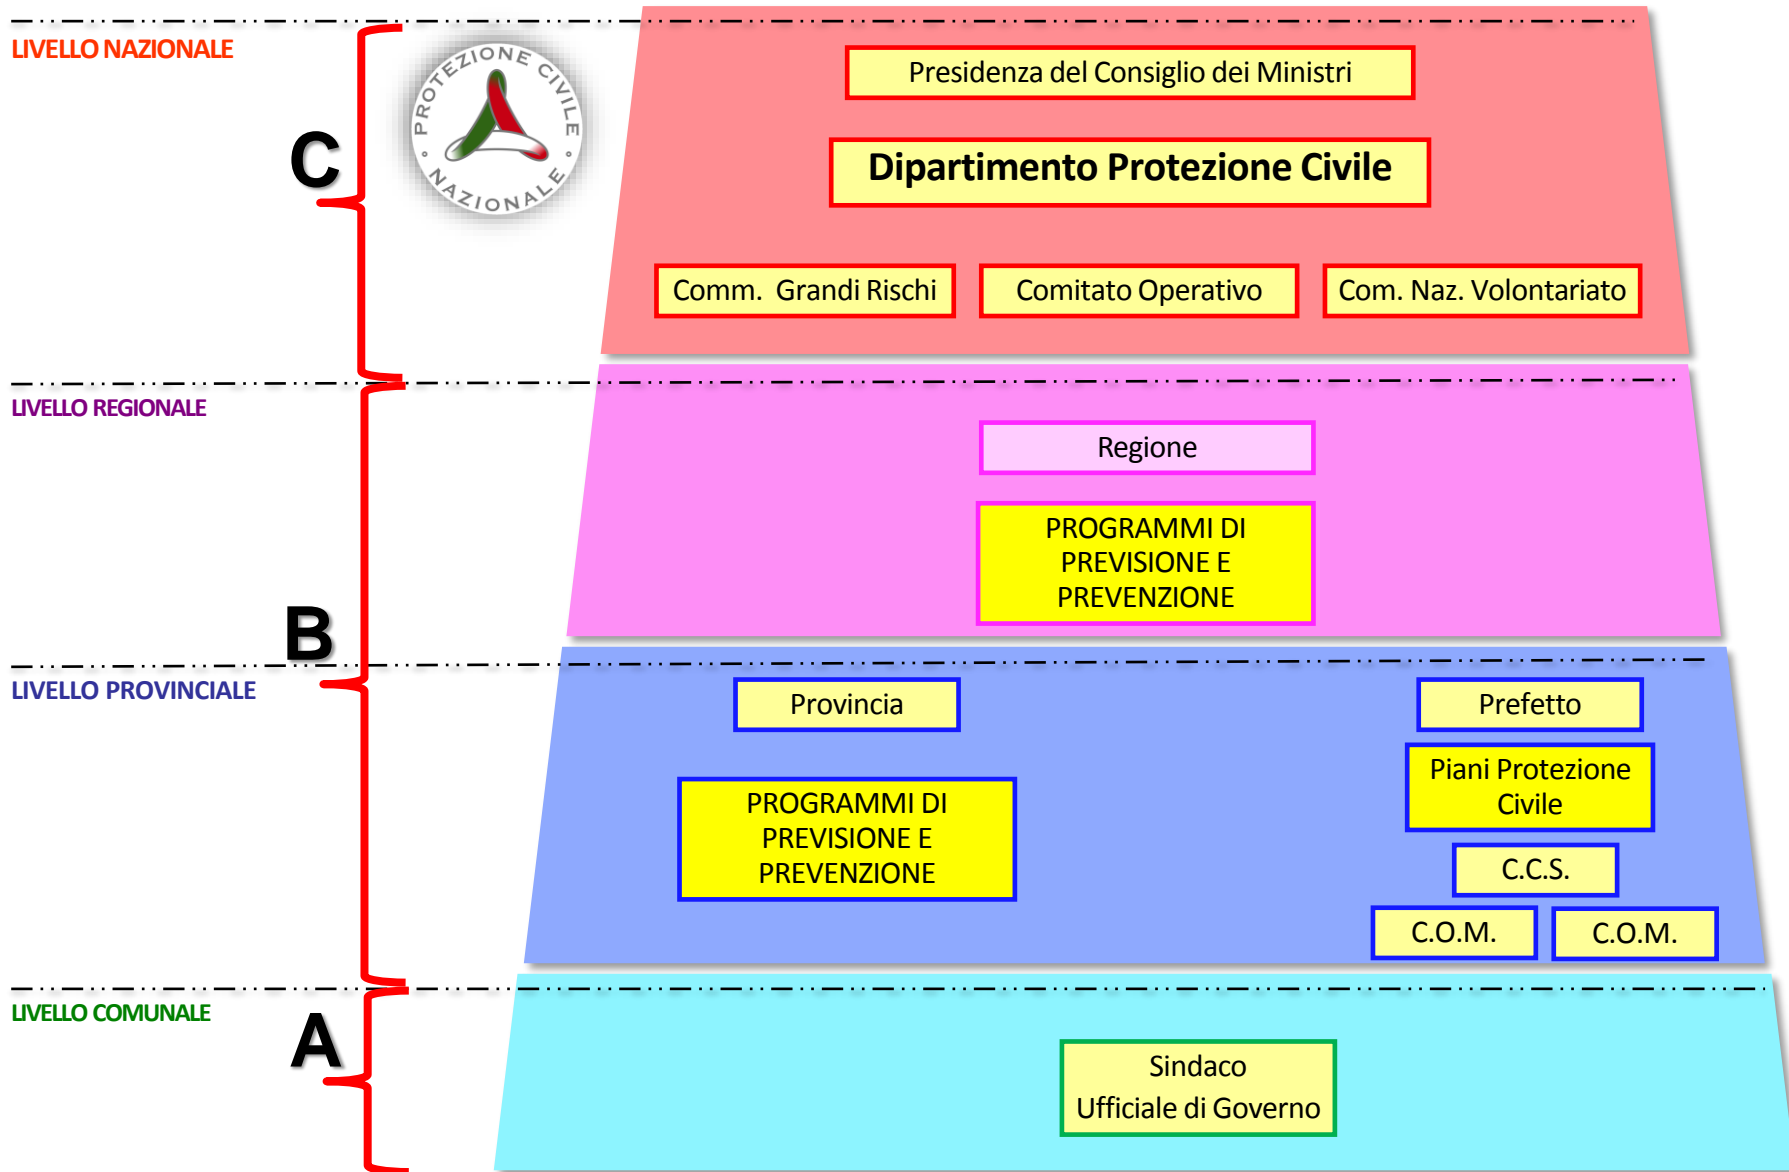 LIVELLO NAZIONALE
C
PROTEZIONE CIVILE
NAZIONALE
Presidenza del Consiglio dei Ministri
Dipartimento Protezione Civile
Comm. Grandi Rischi
Comitato Operativo
Com. Naz. Volontariato
LIVELLO REGIONALE
Regione
PROGRAMMI DI
PREVISIONE E
PREVENZIONE
B
LIVELLO PROVINCIALE
Provincia
PROGRAMMI DI
PREVISIONE E
PREVENZIONE
Prefetto
Piani Protezione
Civile
C.C.S.
C.O.M.
C.O.M.
LIVELLO COMUNALE
A
Sindaco
Ufficiale di Governo